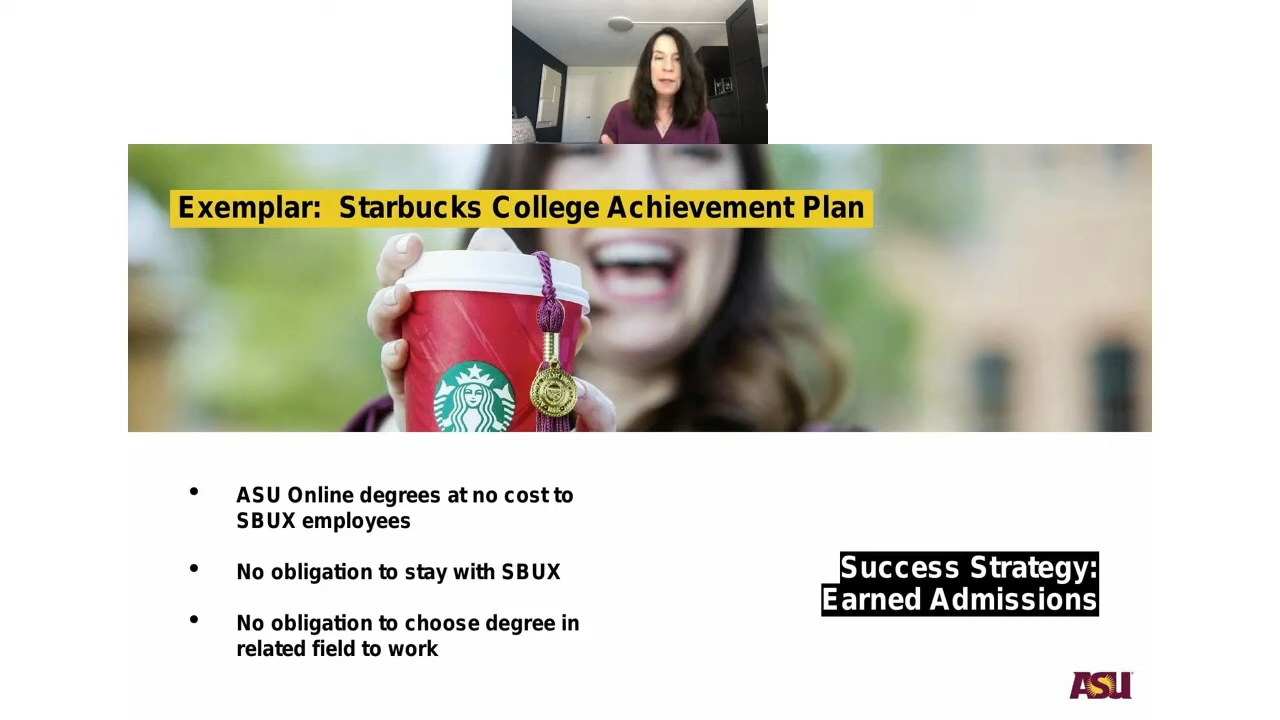 Exemplar: Starbucks College Achievement Plan
• ASU Online degrees at no cost to
SBUX employees
• No obligation to stay with SBUX
• No obligation to choose degree in
related field to work
Success Strategy:
Earned Admissions
ASU